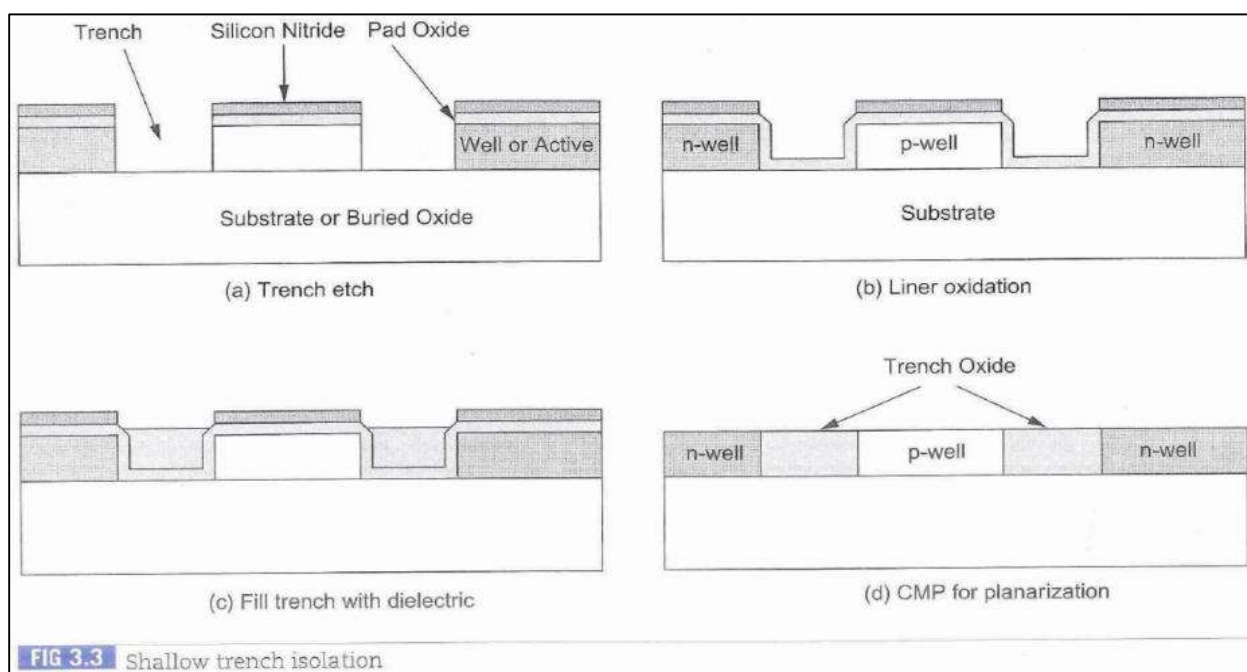 Trench
Silicon Nitride
Pad Oxide
Well or Active
Substrate or Buried Oxide
(a) Trench etch
n-well
p-well
n-well
Substrate
(b) Liner oxidation
(c) Fill trench with dielectric
Trench Oxide
n-well
p-well
n-well
(d) CMP for planarization
FIG 3.3 Shallow trench isolation